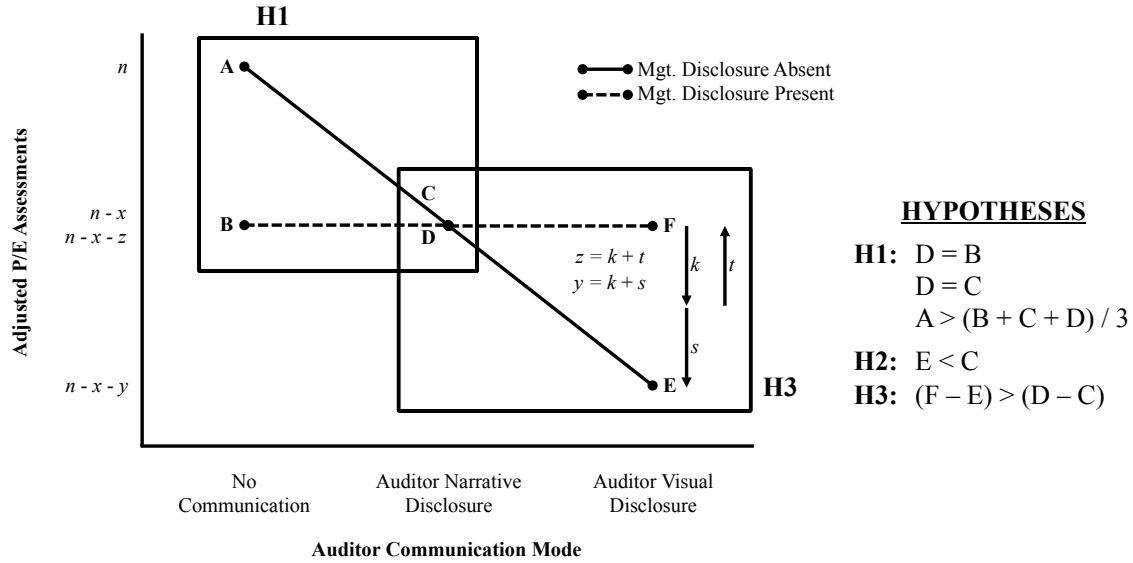 H1
n
A
Mgt. Disclosure Absent
Mgt. Disclosure Present
Adjusted P/E Assessments
n - x
n - x - z
n - x - y
B
C
D
F
z = k + t
y = k + s
k
t
s
E
H3
No
Communication
Auditor Narrative
Disclosure
Auditor Visual
Disclosure
Auditor Communication Mode
HYPOTHESES
H1: D = B
D = C
A > (B + C + D) / 3
H2: E < C
H3: (F – E) > (D – C)